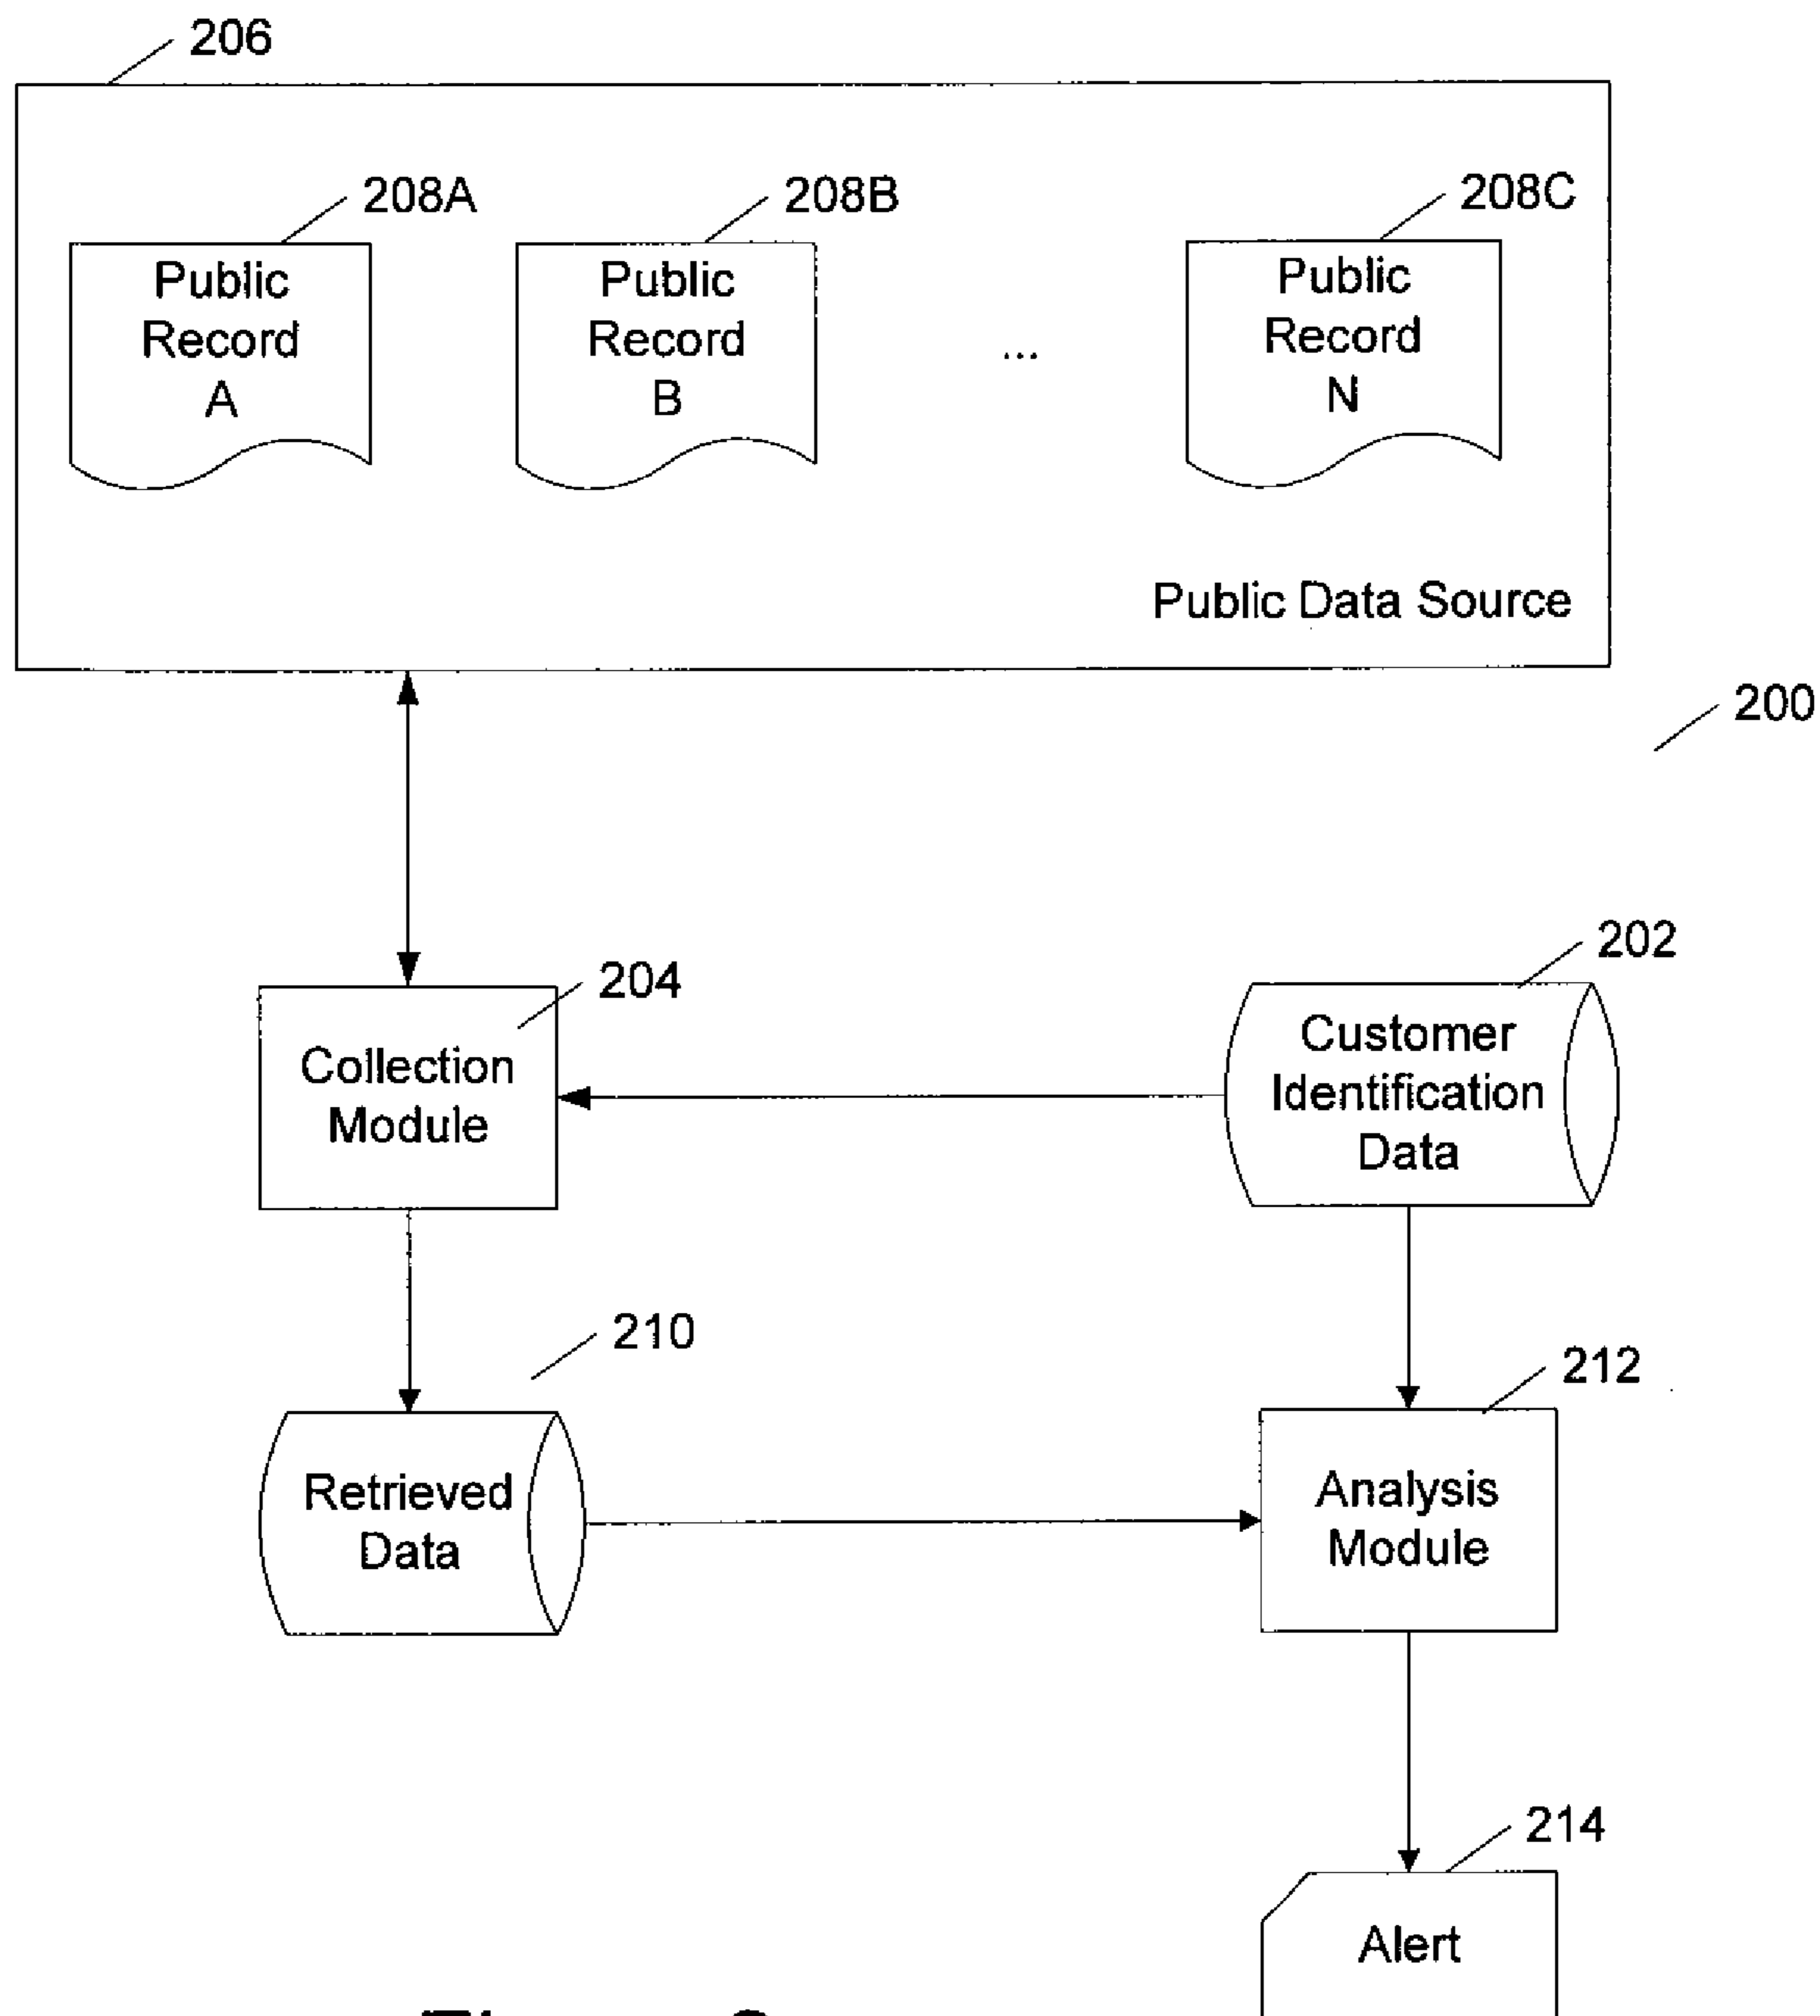 206
208A
208B
208C
Public
Record
A
Public
Record
B
...
Public
Record
N
Public Data Source
200
202
204
Collection
Module
Customer
Identification
Data
210
212
Retrieved
Data
Analysis
Module
214
Alert